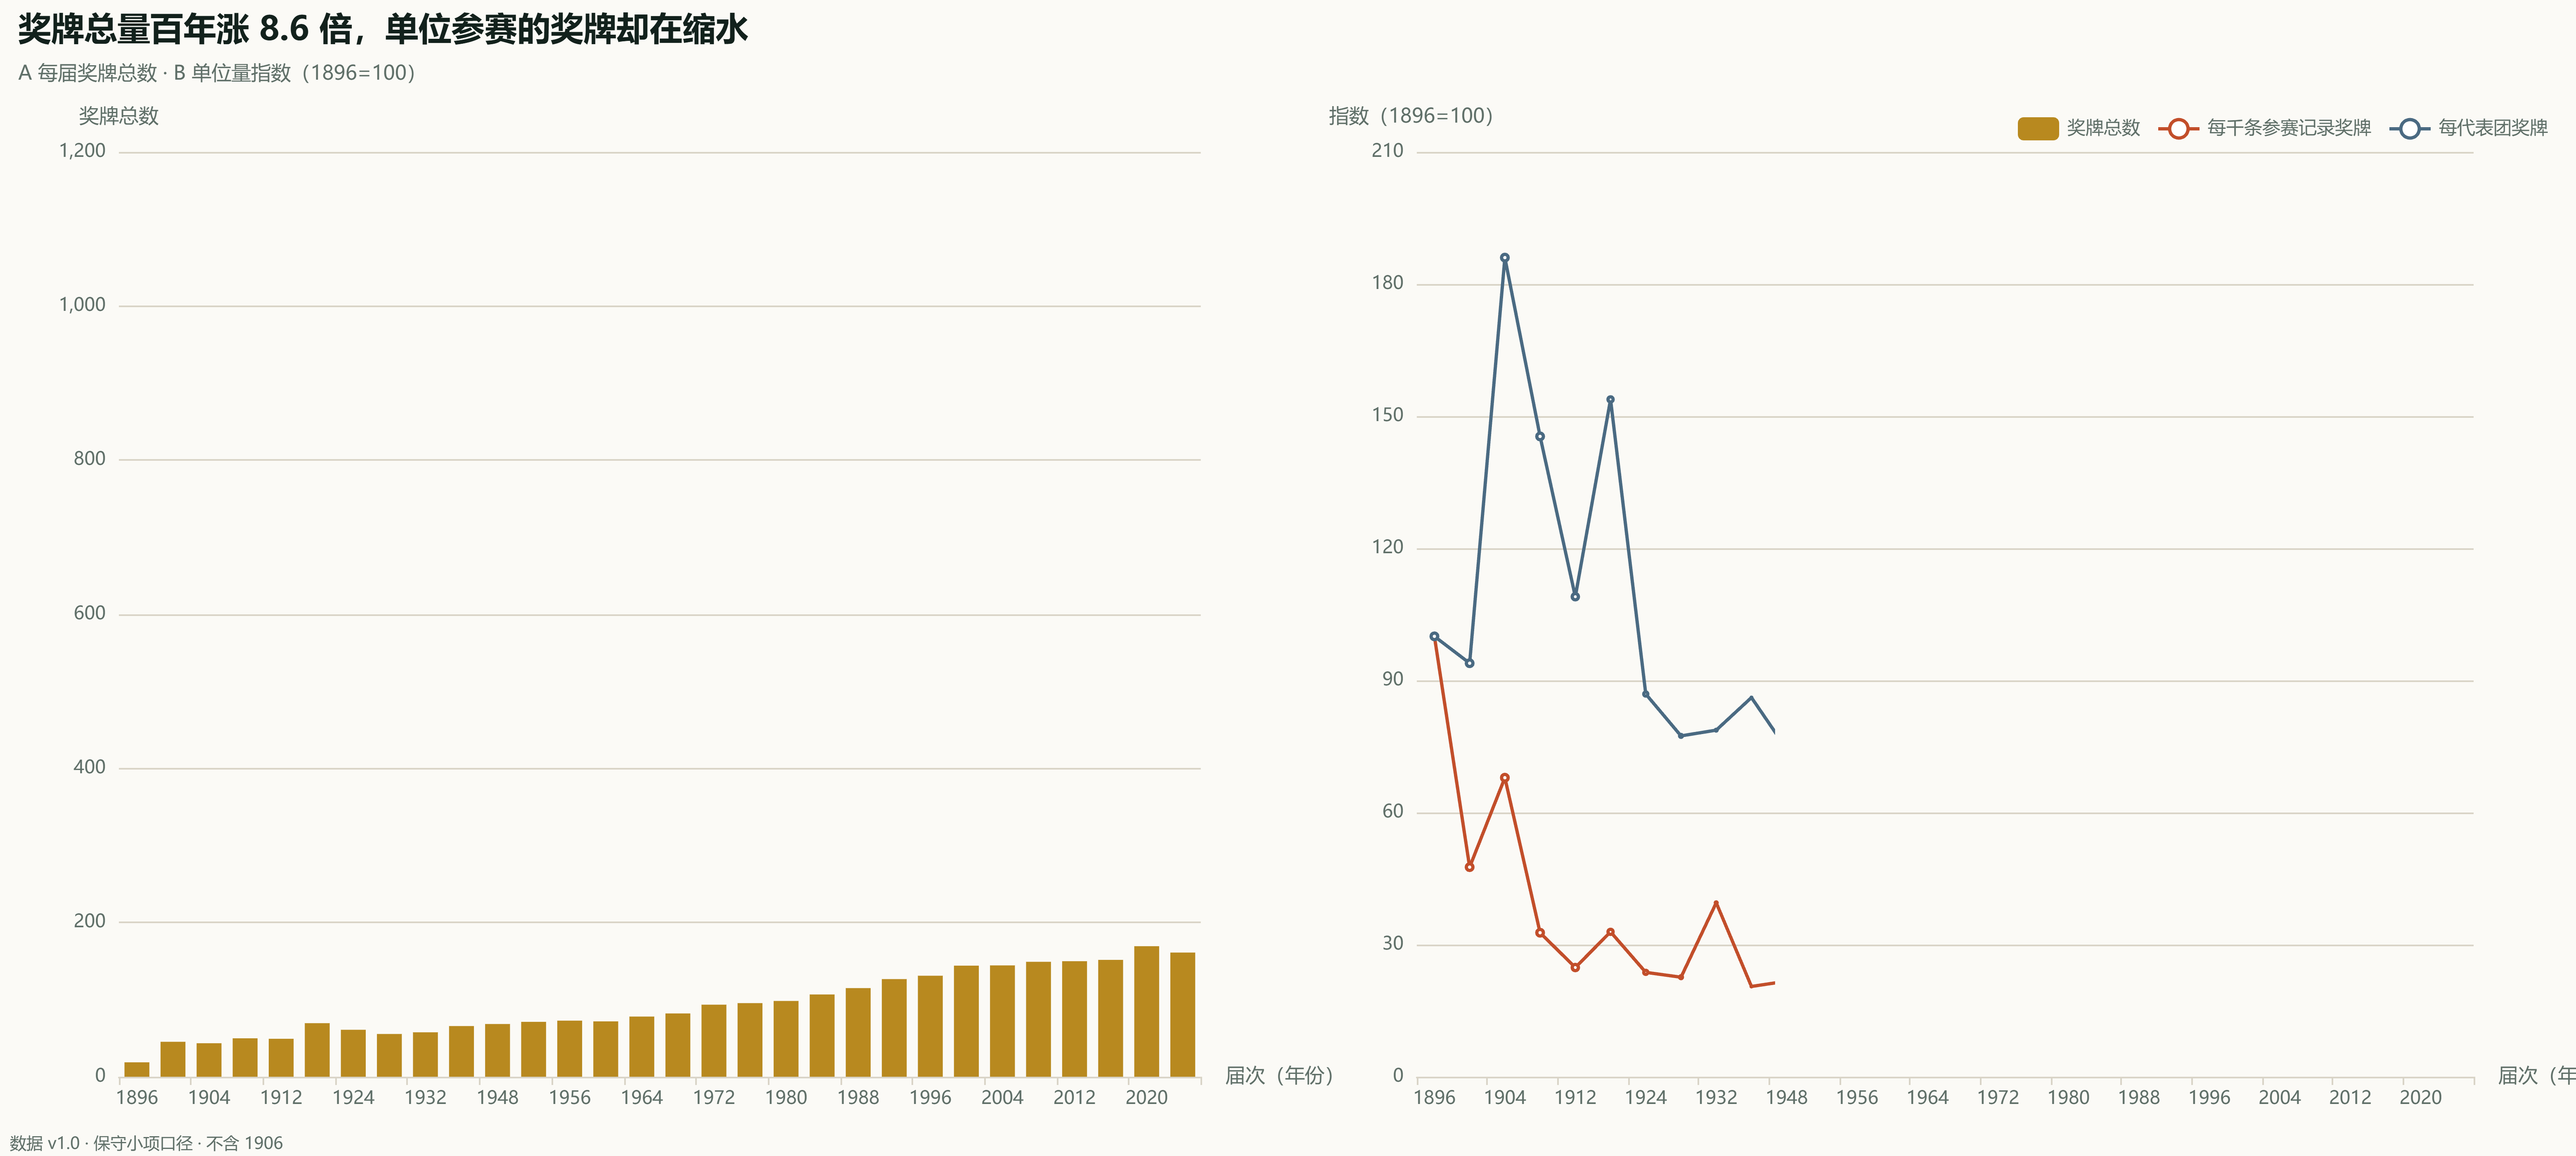 奖牌总量百年涨 8.6 倍，单位参赛的奖牌却在缩水
A 每届奖牌总数 · B 单位量指数（1896=100）
奖牌总数
1,200
1,000
800
600
400
200
0
1896 1904 1912 1924 1932 1948 1956 1964 1972 1980 1988 1996 2004 2012 2020
届次（年份）
指数（1896=100）
奖牌总数 每千条参赛记录奖牌 每代表团奖牌
210
180
150
120
90
60
30
0
1896 1904 1912 1924 1932 1948 1956 1964 1972 1980 1988 1996 2004 2012 2020
届次（年
数据 v1.0 · 保守小项口径 · 不含 1906